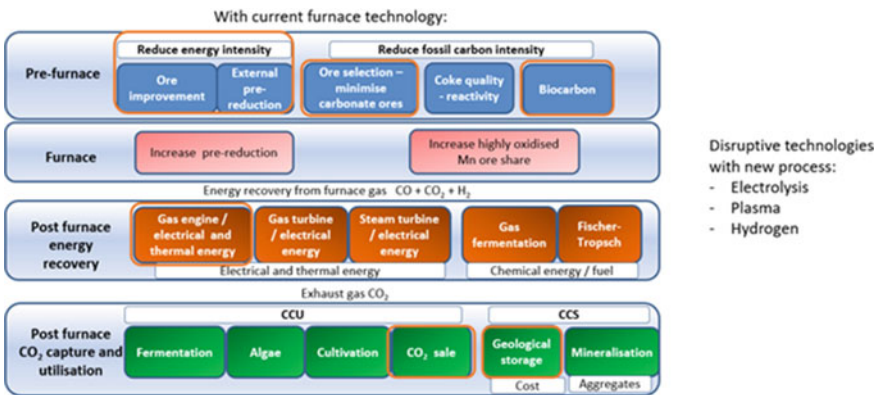 With current furnace technology:
Reduce energy intensity
Reduce fossil carbon intensity
Pre-furnace
Ore
improvement
External
pre-
reduction
Ore selection –
minimise
carbonate ores
Coke quality
- reactivity
Biocarbon
Furnace
Increase pre-reduction
Increase highly oxidised
Mn ore share
Energy recovery from furnace gas CO + CO₂ + H₂
Post furnace
energy
recovery
Gas engine /
electrical and
thermal energy
Gas turbine
/ electrical
energy
Steam turbine
/ electrical
energy
Gas
fermentation
Fischer-
Tropsch
Electrical and thermal energy
Chemical energy / fuel
Exhaust gas CO₂
CCU
CCS
Post furnace
CO₂ capture and
utilisation
Fermentation
Algae
Cultivation
CO₂ sale
Geological
storage
Mineralisation
Cost
Aggregates
Disruptive technologies
with new process:
- Electrolysis
- Plasma
- Hydrogen